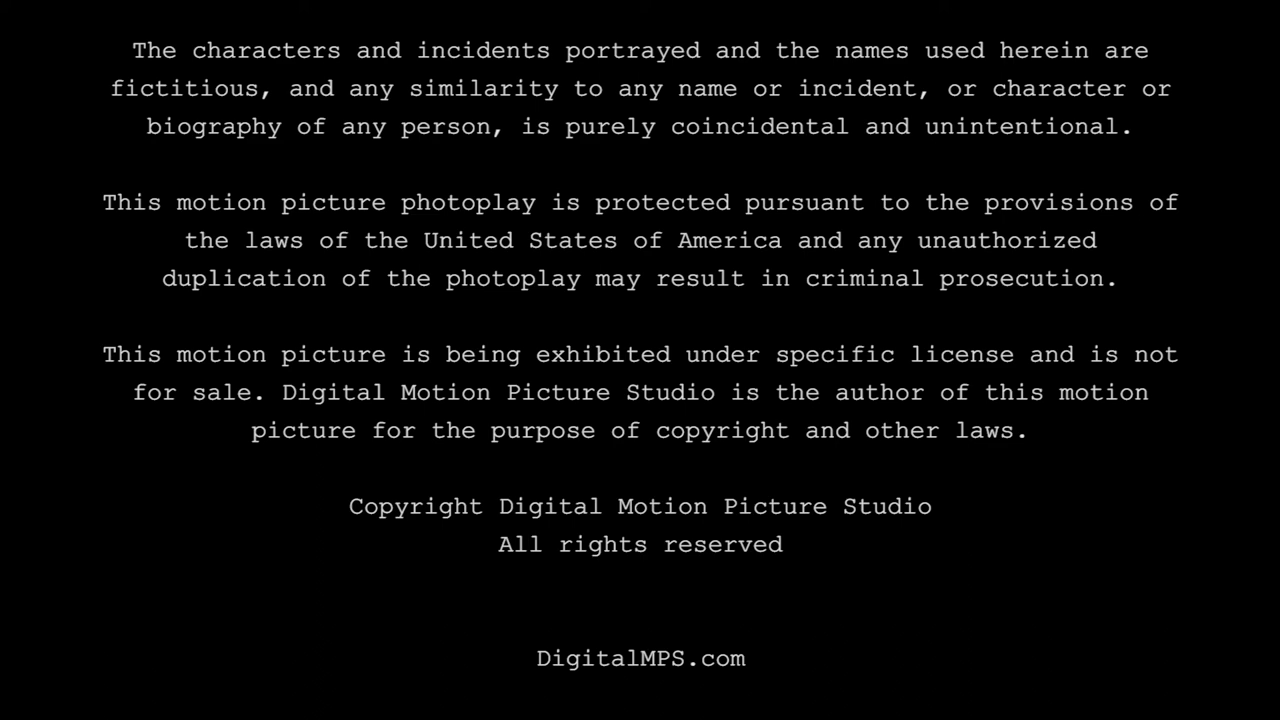 The characters and incidents portrayed and the names used herein are
fictitious, and any similarity to any name or incident, or character or
biography of any person, is purely coincidental and unintentional.
This motion picture photoplay is protected pursuant to the provisions of
the laws of the United States of America and any unauthorized
duplication of the photoplay may result in criminal prosecution.
This motion picture is being exhibited under specific license and is not
for sale. Digital Motion Picture Studio is the author of this motion
picture for the purpose of copyright and other laws.
Copyright Digital Motion Picture Studio
All rights reserved
DigitalMPS.com